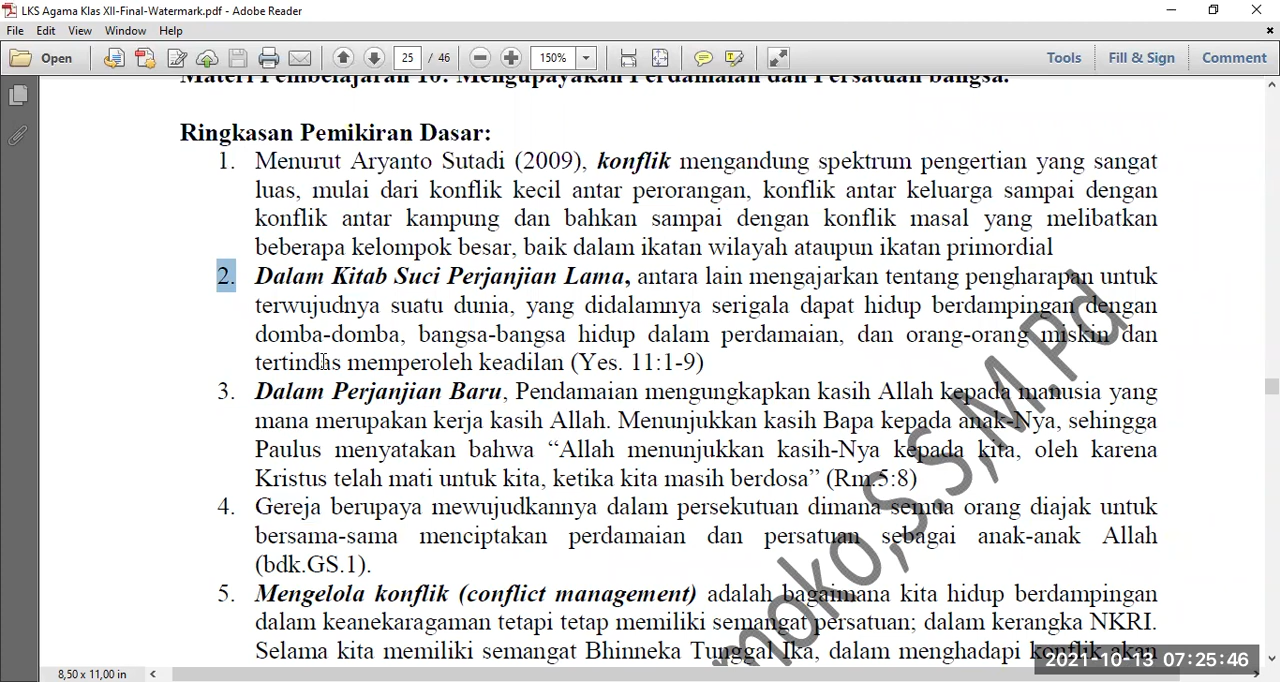 LKS Agama Klas XII-Final-Watermark.pdf - Adobe Reader
File Edit View Window Help
Open 25 / 46 150% Tools Fill & Sign Comment
Materi Pembelajaran 10: Mengupayakan Perdamaian dan Persatuan bangsa.
Ringkasan Pemikiran Dasar:
1. Menurut Aryanto Sutadi (2009), konflik mengandung spektrum pengertian yang sangat
luas, mulai dari konflik kecil antar perorangan, konflik antar keluarga sampai dengan
konflik antar kampung dan bahkan sampai dengan konflik masal yang melibatkan
beberapa kelompok besar, baik dalam ikatan wilayah ataupun ikatan primordial
2. Dalam Kitab Suci Perjanjian Lama, antara lain mengajarkan tentang pengharapan untuk
terwujudnya suatu dunia, yang didalamnya serigala dapat hidup berdampingan dengan
domba-domba, bangsa-bangsa hidup dalam perdamaian, dan orang-orang miskin dan
tertindas memperoleh keadilan (Yes. 11:1-9)
3. Dalam Perjanjian Baru, Pendamaian mengungkapkan kasih Allah kepada manusia yang
mana merupakan kerja kasih Allah. Menunjukkan kasih Bapa kepada anak-Nya, sehingga
Paulus menyatakan bahwa “Allah menunjukkan kasih-Nya kepada kita, oleh karena
Kristus telah mati untuk kita, ketika kita masih berdosa” (Rm.5:8)
4. Gereja berupaya mewujudkannya dalam persekutuan dimana semua orang diajak untuk
bersama-sama menciptakan perdamaian dan persatuan sebagai anak-anak Allah
(bdk.GS.1).
5. Mengelola konflik (conflict management) adalah bagaimana kita hidup berdampingan
dalam keanekaragaman tetapi tetap memiliki semangat persatuan; dalam kerangka NKRI.
Selama kita memiliki semangat Bhinneka Tunggal Ika, dalam menghadapi konflik akan
moko,S.S,M.Pd
8,50 x 11,00 in
2021-10-13 07:25:46